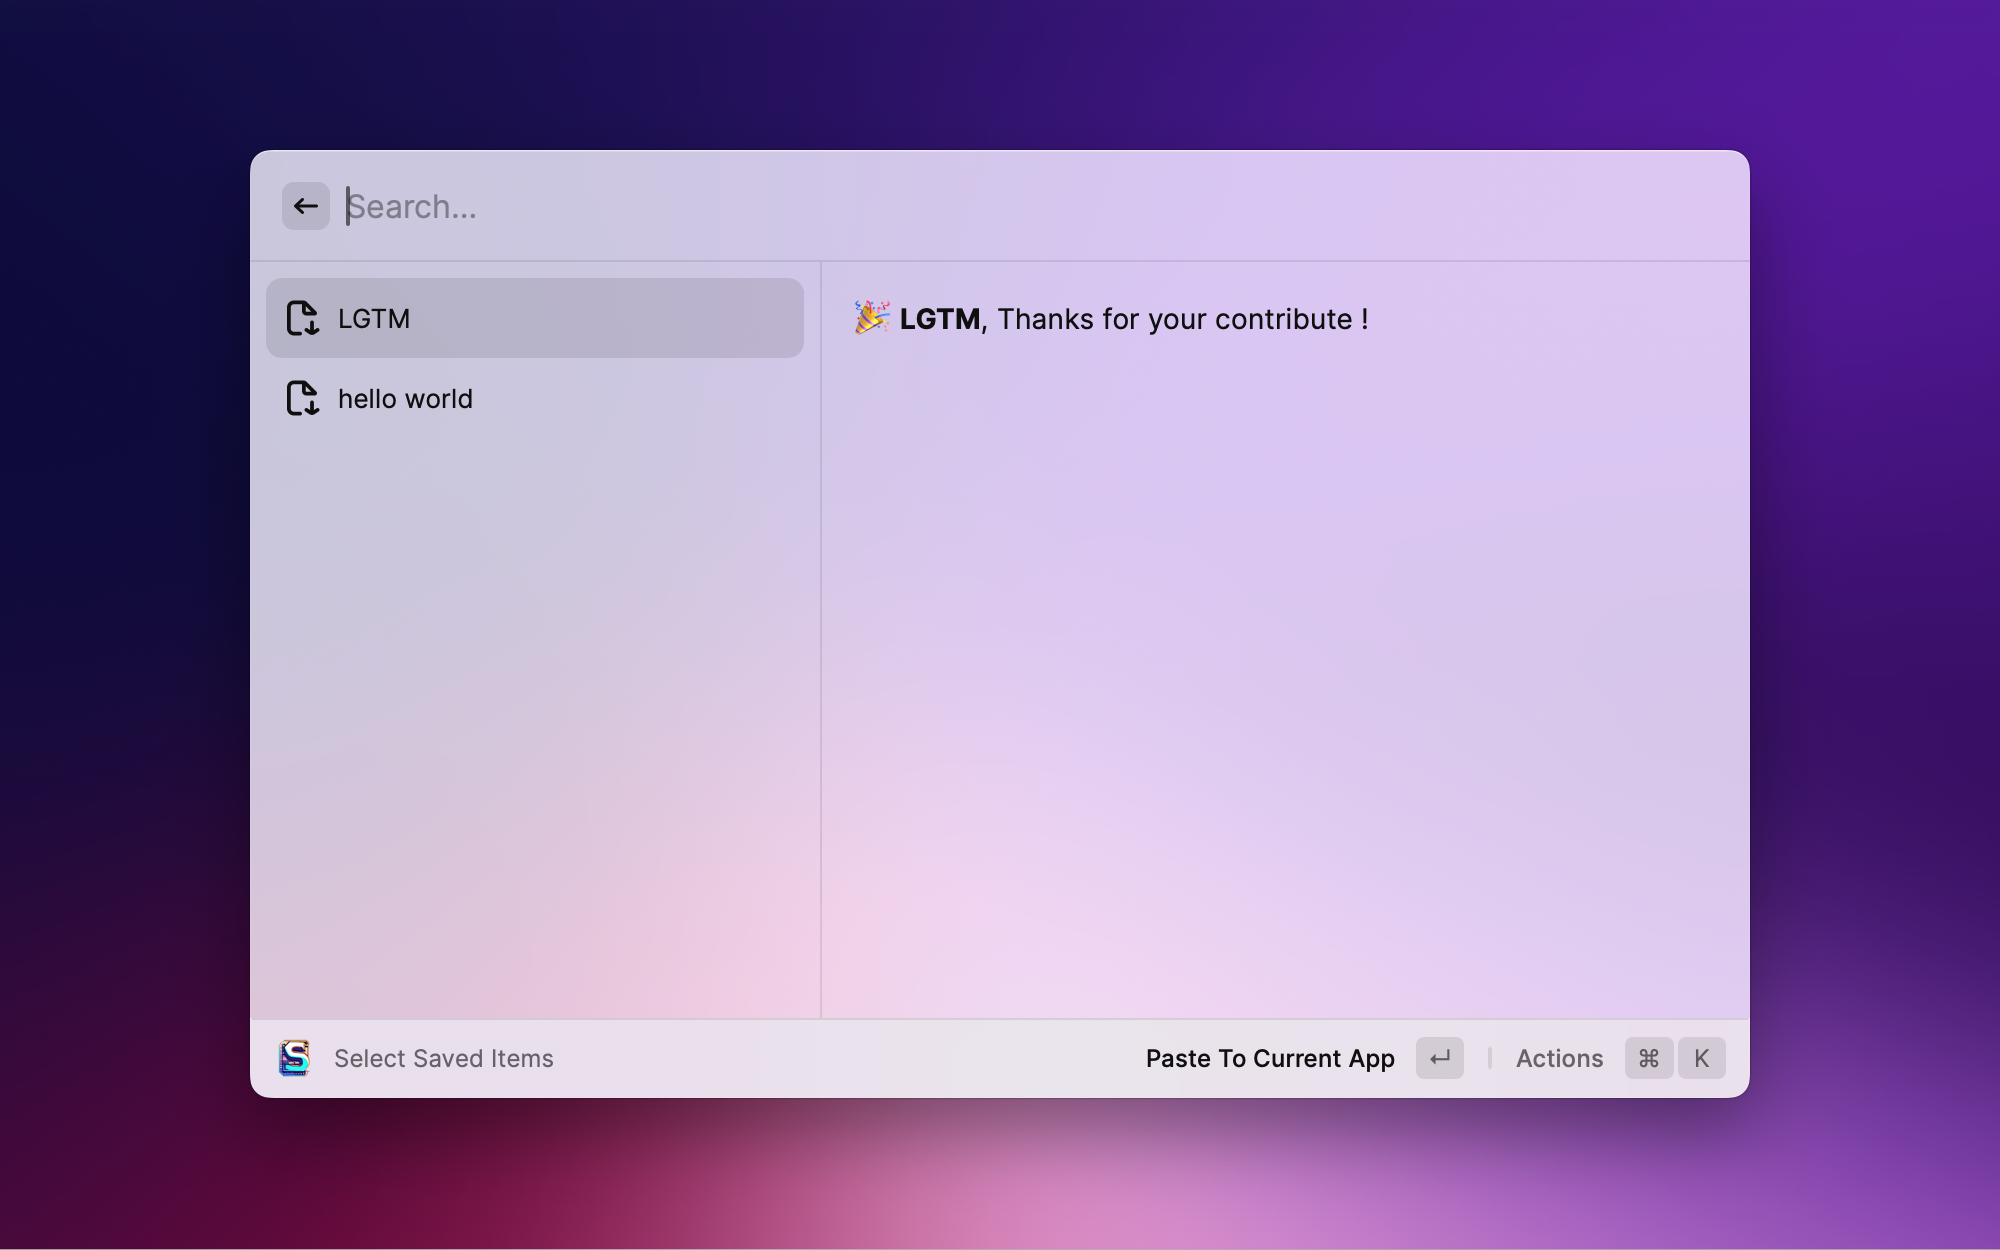 Search...
LGTM
hello world
🎉 LGTM, Thanks for your contribute !
Select Saved Items
Paste To Current App ↵
Actions ⌘ K